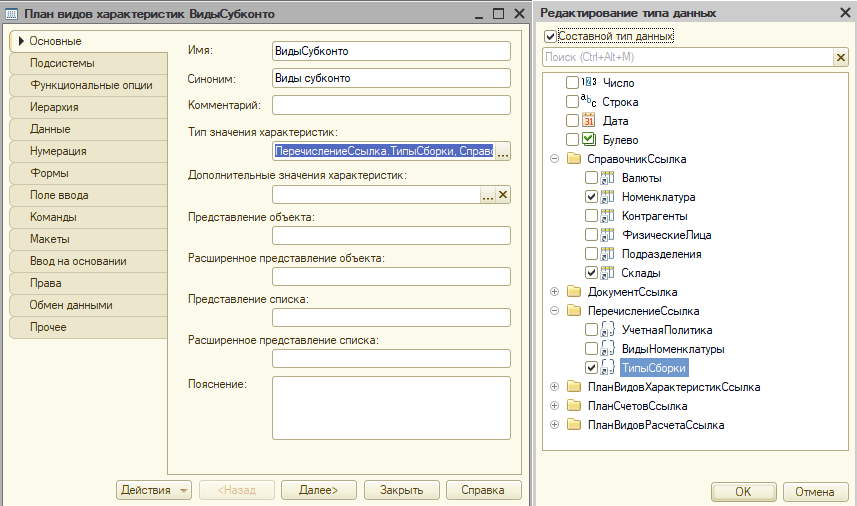 План видов характеристик ВидыСубконто
Основные
Подсистемы
Функциональные опции
Иерархия
Данные
Нумерация
Формы
Поле ввода
Команды
Макеты
Ввод на основании
Права
Обмен данными
Прочее
Имя:
ВидыСубконто
Синоним:
Виды субконто
Комментарий:
Тип значения характеристик:
ПеречислениеСсылка.ТипыСборки, Справо
...
Дополнительные значения характеристик:
...
Представление объекта:
Расширенное представление объекта:
Представление списка:
Расширенное представление списка:
Пояснение:
Действия
<Назад
Далее>
Закрыть
Справка
Редактирование типа данных
Составной тип данных
Поиск (Ctrl+Alt+M)
Число
Строка
Дата
Булево
СправочникСсылка
Валюты
Номенклатура
Контрагенты
ФизическиеЛица
Подразделения
Склады
ДокументСсылка
ПеречислениеСсылка
УчетнаяПолитика
ВидыНоменклатуры
ТипыСборки
ПланВидовХарактеристикСсылка
ПланСчетовСсылка
ПланВидовРасчетаСсылка
OK
Отмена